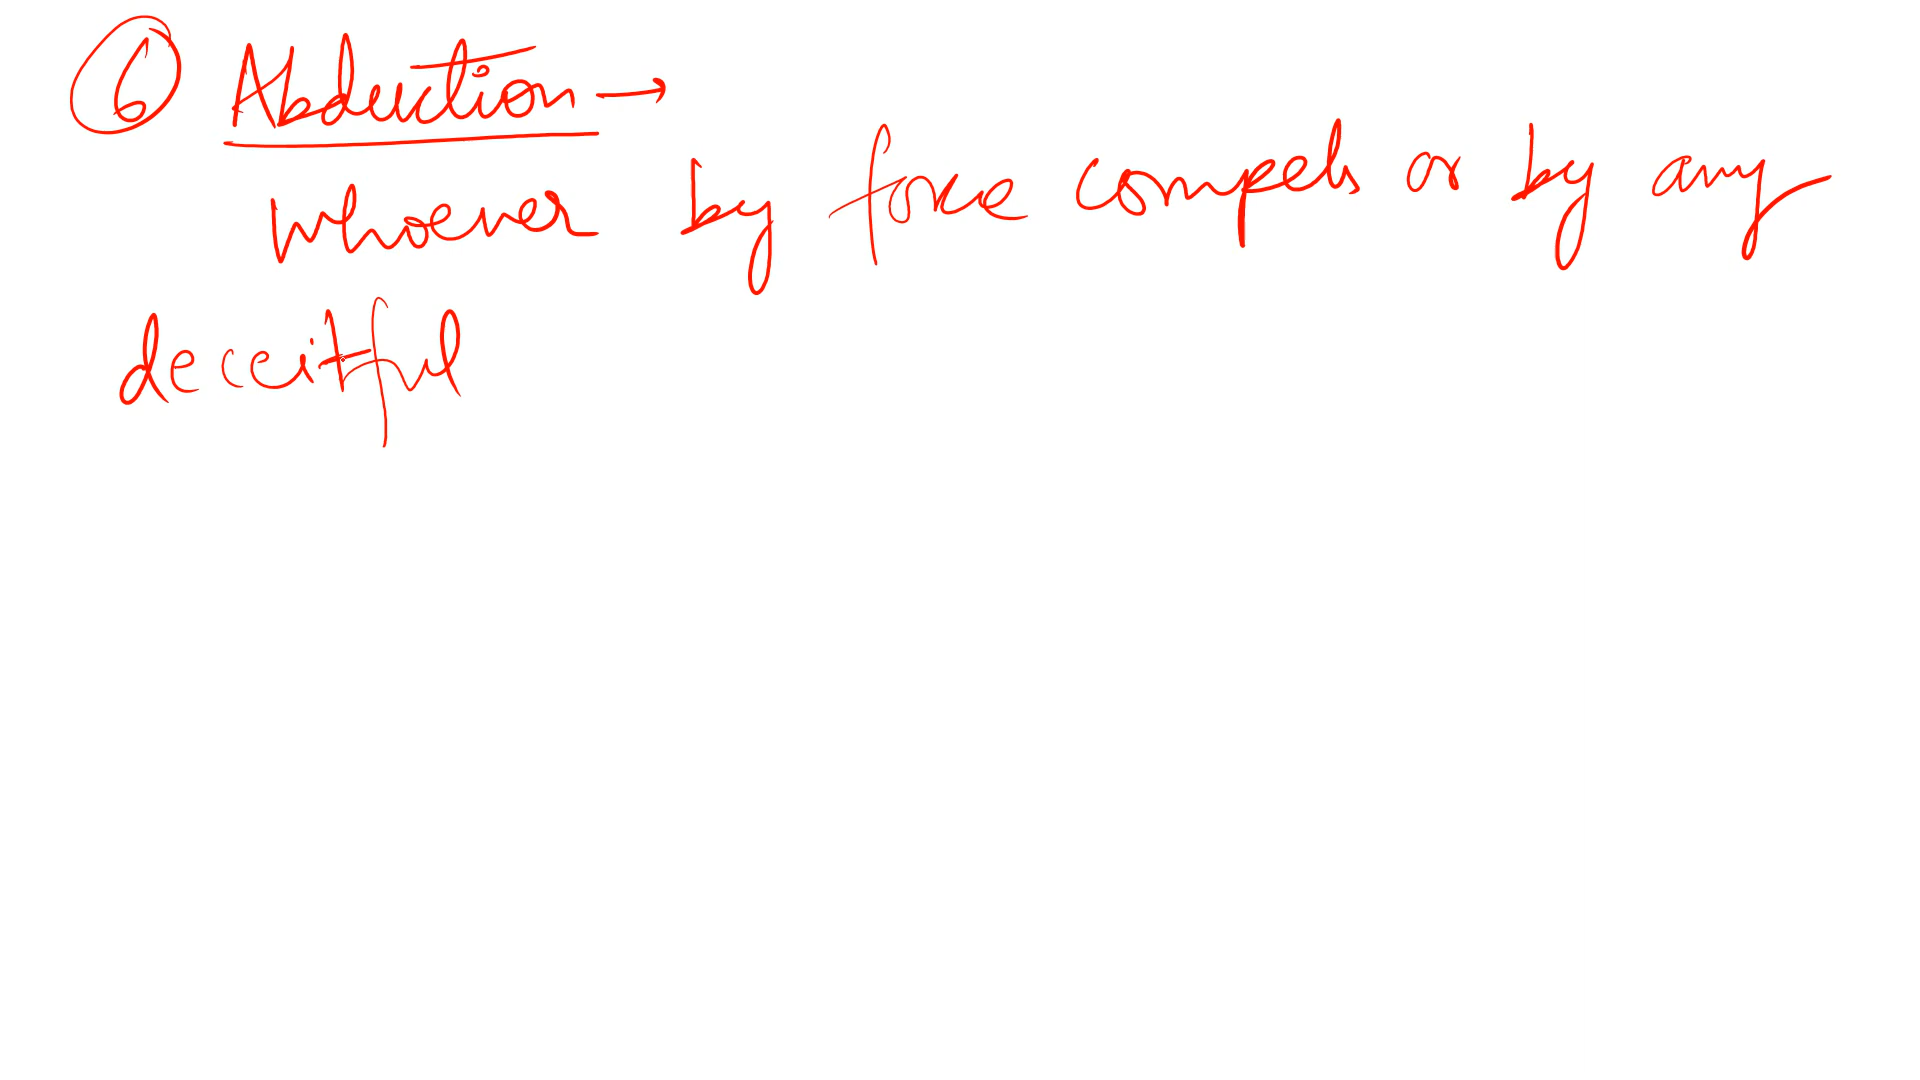 ⑥ Abduction →
whoever by force compels or by any
deceitful